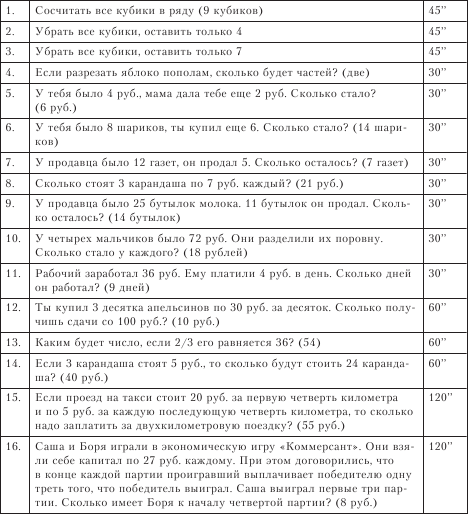 1. Сосчитать все кубики в ряду (9 кубиков) 45”
2. Убрать все кубики, оставить только 4 45”
3. Убрать все кубики, оставить только 7 45”
4. Если разрезать яблоко пополам, сколько будет частей? (две) 30”
5. У тебя было 4 руб., мама дала тебе еще 2 руб. Сколько стало? 30”
(6 руб.)
6. У тебя было 8 шариков, ты купил еще 6. Сколько стало? (14 шари-
ков) 30”
7. У продавца было 12 газет, он продал 5. Сколько осталось? (7 газет) 30”
8. Сколько стоят 3 карандаша по 7 руб. каждый? (21 руб.) 30”
9. У продавца было 25 бутылок молока. 11 бутылок он продал. Сколь- 30”
ко осталось? (14 бутылок)
10. У четырех мальчиков было 72 руб. Они разделили их поровну. 30”
Сколько стало у каждого? (18 рублей)
11. Рабочий заработал 36 руб. Ему платили 4 руб. в день. Сколько дней 30”
он работал? (9 дней)
12. Ты купил 3 десятка апельсинов по 30 руб. за десяток. Сколько полу- 60”
чишь сдачи со 100 руб.? (10 руб.)
13. Каким будет число, если 2/3 его равняется 36? (54) 60”
14. Если 3 карандаша стоят 5 руб., то сколько будут стоить 24 каранда- 60”
ша? (40 руб.)
15. Если проезд на такси стоит 20 руб. за первую четверть километра 120”
и по 5 руб. за каждую последующую четверть километра, то сколько
надо заплатить за двухкилометровую поездку? (55 руб.)
16. Саша и Боря играли в экономическую игру «Коммерсант». Они взя- 120”
ли себе капитал по 27 руб. каждому. При этом договорились, что
в конце каждой партии проигравший выплачивает победителю одну
треть того, что победитель выиграл. Саша выиграл первые три пар-
тии. Сколько имеет Боря к началу четвертой партии? (8 руб.)